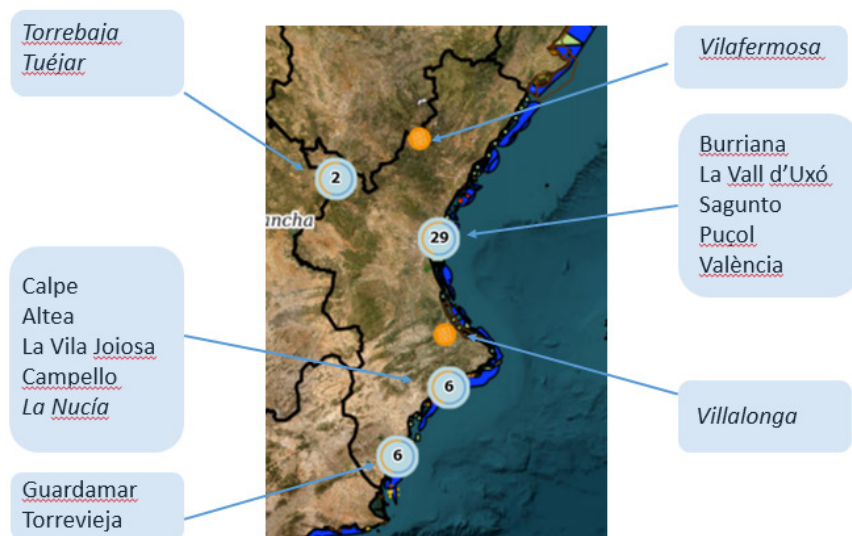 Torrebaja
Tuéjar
Vilafermosa
2
ancha
29
Burriana
La Vall d’Uxó
Sagunto
Puçol
València
Calpe
Altea
La Vila Joiosa
Campello
La Nucía
6
Villalonga
6
Guardamar
Torrevieja